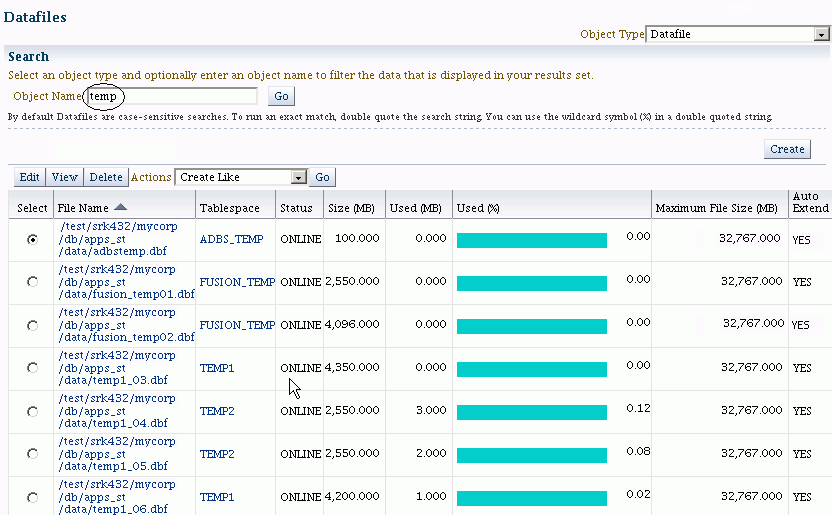 Datafiles
Object Type Datafile
Search
Select an object type and optionally enter an object name to filter the data that is displayed in your results set.
Object Name temp Go
By default Datafiles are case-sensitive searches. To run an exact match, double quote the search string. You can use the wildcard symbol (%) in a double quoted string.
Create
Edit View Delete Actions Create Like Go
Select File Name Tablespace Status Size (MB) Used (MB) Used (%) Maximum File Size (MB) Auto Extend
/test/srk432/mycorp
/db/apps_st
/data/adbstemp.dbf
ADBS_TEMP ONLINE 100.000 0.000 0.00 32,767.000 YES
/test/srk432/mycorp
/db/apps_st
/data/fusion_temp01.dbf
FUSION_TEMP ONLINE 2,550.000 0.000 0.00 32,767.000 YES
/test/srk432/mycorp
/db/apps_st
/data/fusion_temp02.dbf
FUSION_TEMP ONLINE 4,096.000 0.000 0.00 32,767.000 YES
/test/srk432/mycorp
/db/apps_st
/data/temp1_03.dbf
TEMP1 ONLINE 4,350.000 0.000 0.00 32,767.000 YES
/test/srk432/mycorp
/db/apps_st
/data/temp1_04.dbf
TEMP2 ONLINE 2,550.000 3.000 0.12 32,767.000 YES
/test/srk432/mycorp
/db/apps_st
/data/temp1_05.dbf
TEMP2 ONLINE 2,550.000 2.000 0.08 32,767.000 YES
/test/srk432/mycorp
/db/apps_st
/data/temp1_06.dbf
TEMP1 ONLINE 4,200.000 1.000 0.02 32,767.000 YES